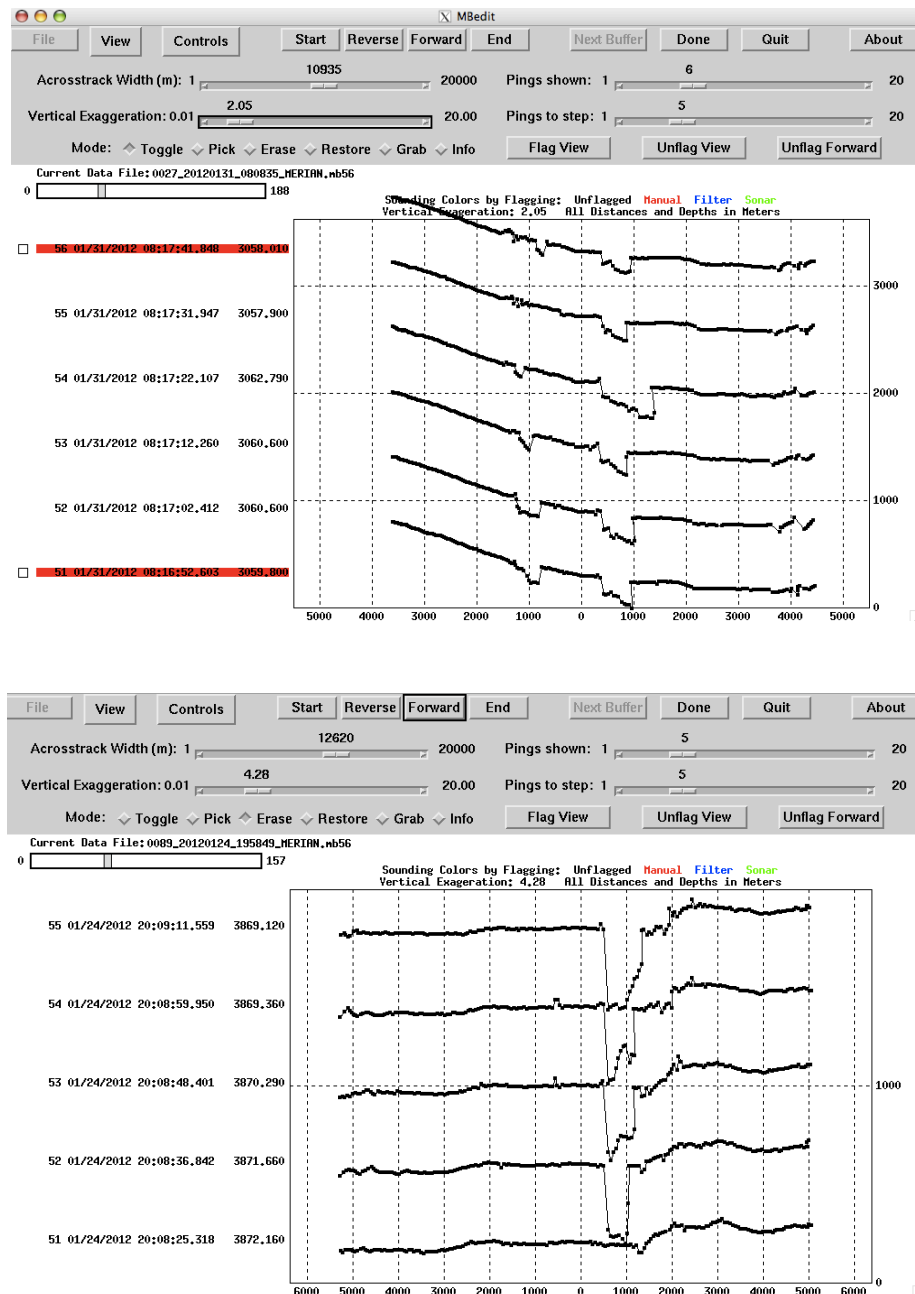 MBedit
File View Controls Start Reverse Forward End Next Buffer Done Quit About
Acrosstrack Width (m): 1 10935 20000 Pings shown: 1 6 20
Vertical Exaggeration: 0.01 2.05 20.00 Pings to step: 1 5 20
Mode: Toggle Pick Erase Restore Grab Info Flag View Unflag View Unflag Forward
Current Data File: 0027_20120131_080835_MERIAN.mb56
0 188
Sounding Colors by Flagging: Unflagged Manual Filter Sonar
Vertical Exageration: 2.05 All Distances and Depths in Meters
56 01/31/2012 08:17:41.848 3058.010
3000
55 01/31/2012 08:17:31.947 3057.900
54 01/31/2012 08:17:22.107 3062.790
2000
53 01/31/2012 08:17:12.260 3060.600
52 01/31/2012 08:17:02.412 3060.600
1000
51 01/31/2012 08:16:52.603 3059.800
0
5000 4000 3000 2000 1000 0 1000 2000 3000 4000 5000
File View Controls Start Reverse Forward End Next Buffer Done Quit About
Acrosstrack Width (m): 1 12620 20000 Pings shown: 1 5 20
Vertical Exaggeration: 0.01 4.28 20.00 Pings to step: 1 5 20
Mode: Toggle Pick Erase Restore Grab Info Flag View Unflag View Unflag Forward
Current Data File: 0089_20120124_195849_MERIAN.mb56
0 157
Sounding Colors by Flagging: Unflagged Manual Filter Sonar
Vertical Exageration: 4.28 All Distances and Depths in Meters
55 01/24/2012 20:09:11.559 3869.120
54 01/24/2012 20:08:59.950 3869.360
53 01/24/2012 20:08:48.401 3870.290
1000
52 01/24/2012 20:08:36.842 3871.660
51 01/24/2012 20:08:25.318 3872.160
0
6000 5000 4000 3000 2000 1000 0 1000 2000 3000 4000 5000 6000